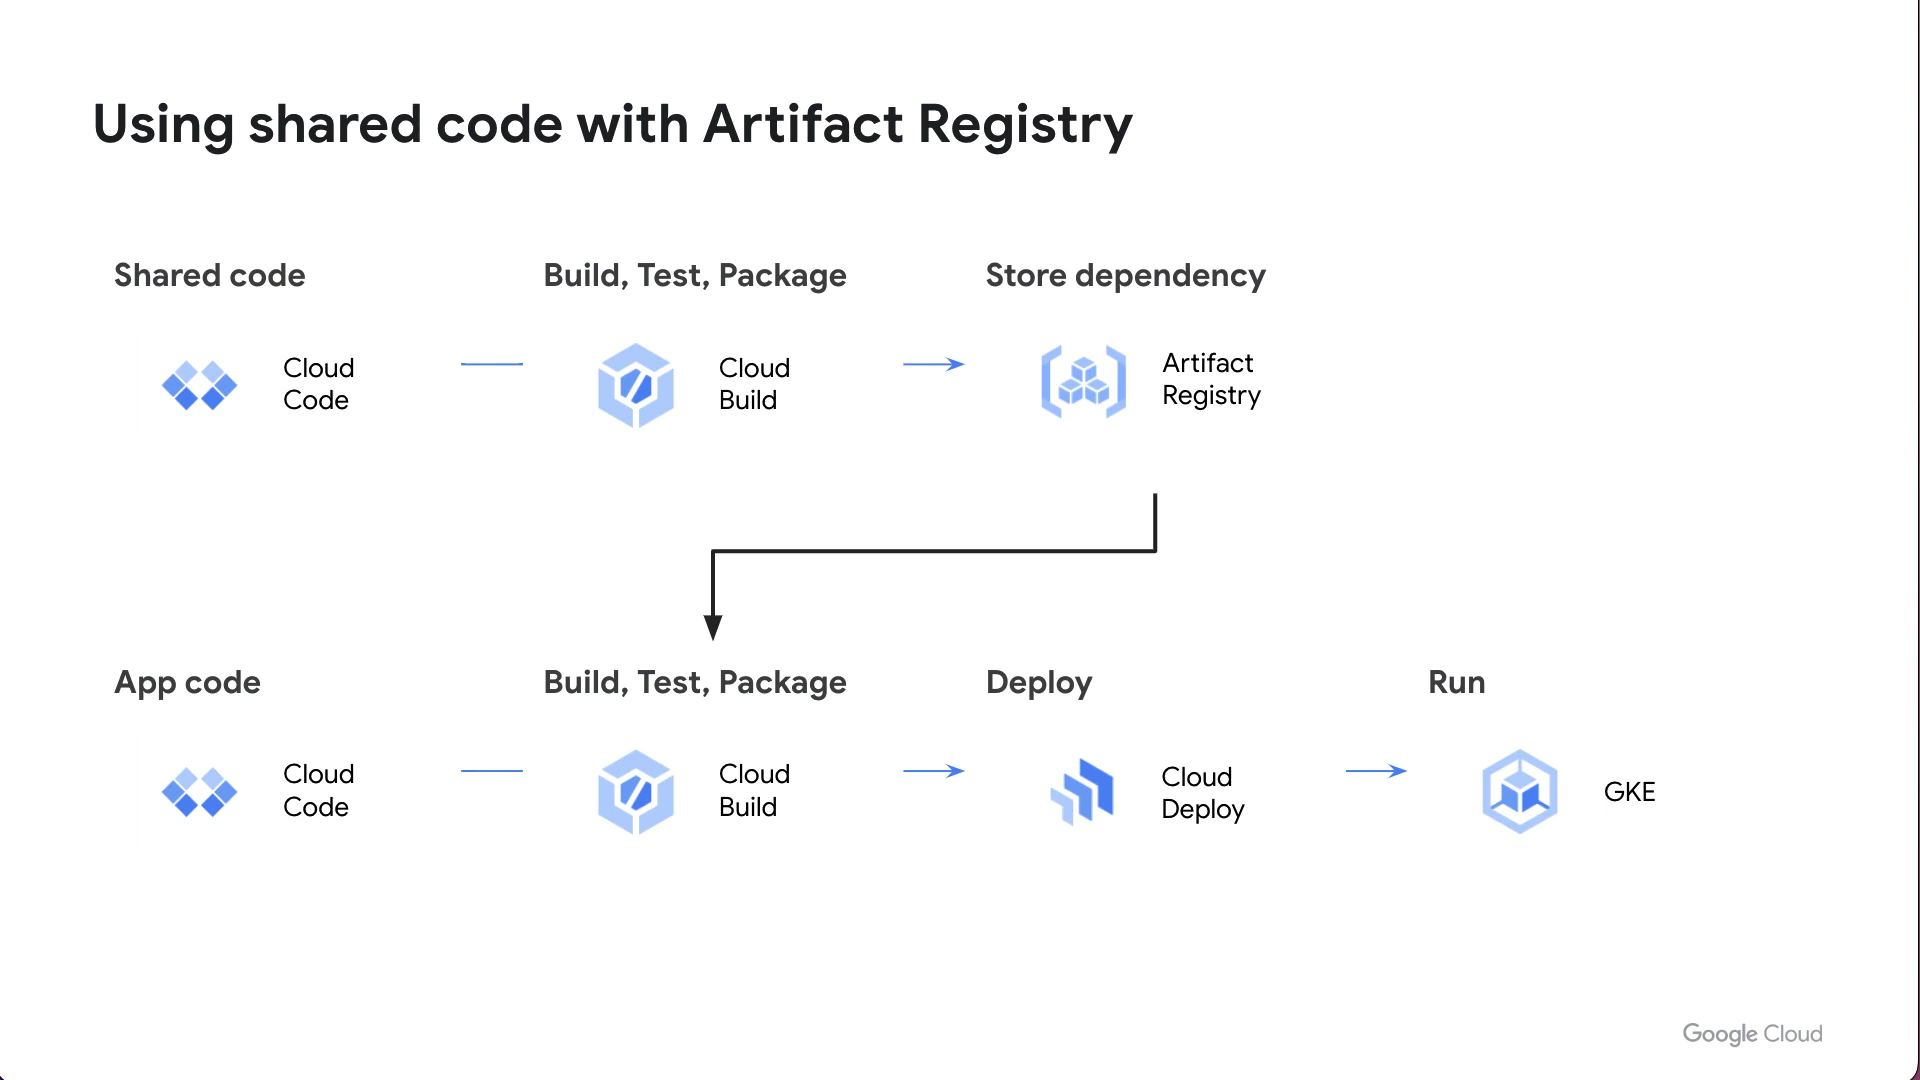 Using shared code with Artifact Registry
Shared code
Build, Test, Package
Store dependency
Cloud
Code
Cloud
Build
Artifact
Registry
App code
Build, Test, Package
Deploy
Run
Cloud
Code
Cloud
Build
Cloud
Deploy
GKE
Google Cloud